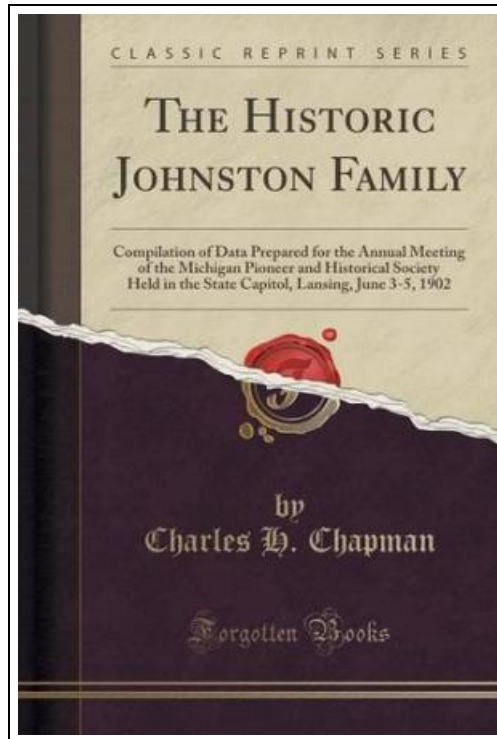 CLASSIC REPRINT SERIES
THE HISTORIC
JOHNSTON FAMILY
Compilation of Data Prepared for the Annual Meeting
of the Michigan Pioneer and Historical Society
Held in the State Capitol, Lansing, June 3-5, 1902
by
Charles H. Chapman
Forgotten Books